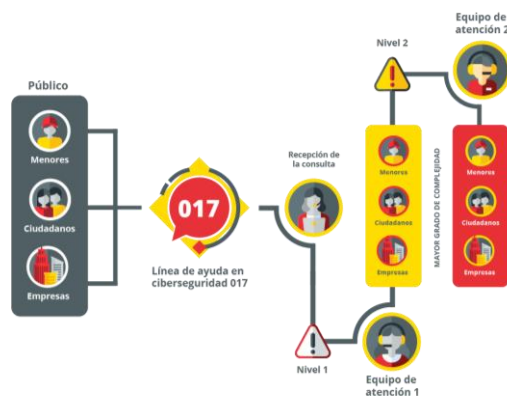 Público
Menores
Ciudadanos
Empresas
017
Línea de ayuda en
ciberseguridad 017
Recepción de
la consulta
Nivel 1
Equipo de
atención 1
Menores
Ciudadanos
Empresas
Nivel 2
MAYOR GRADO DE COMPLEJIDAD
Equipo de
atención 2
Menores
Ciudadanos
Empresas